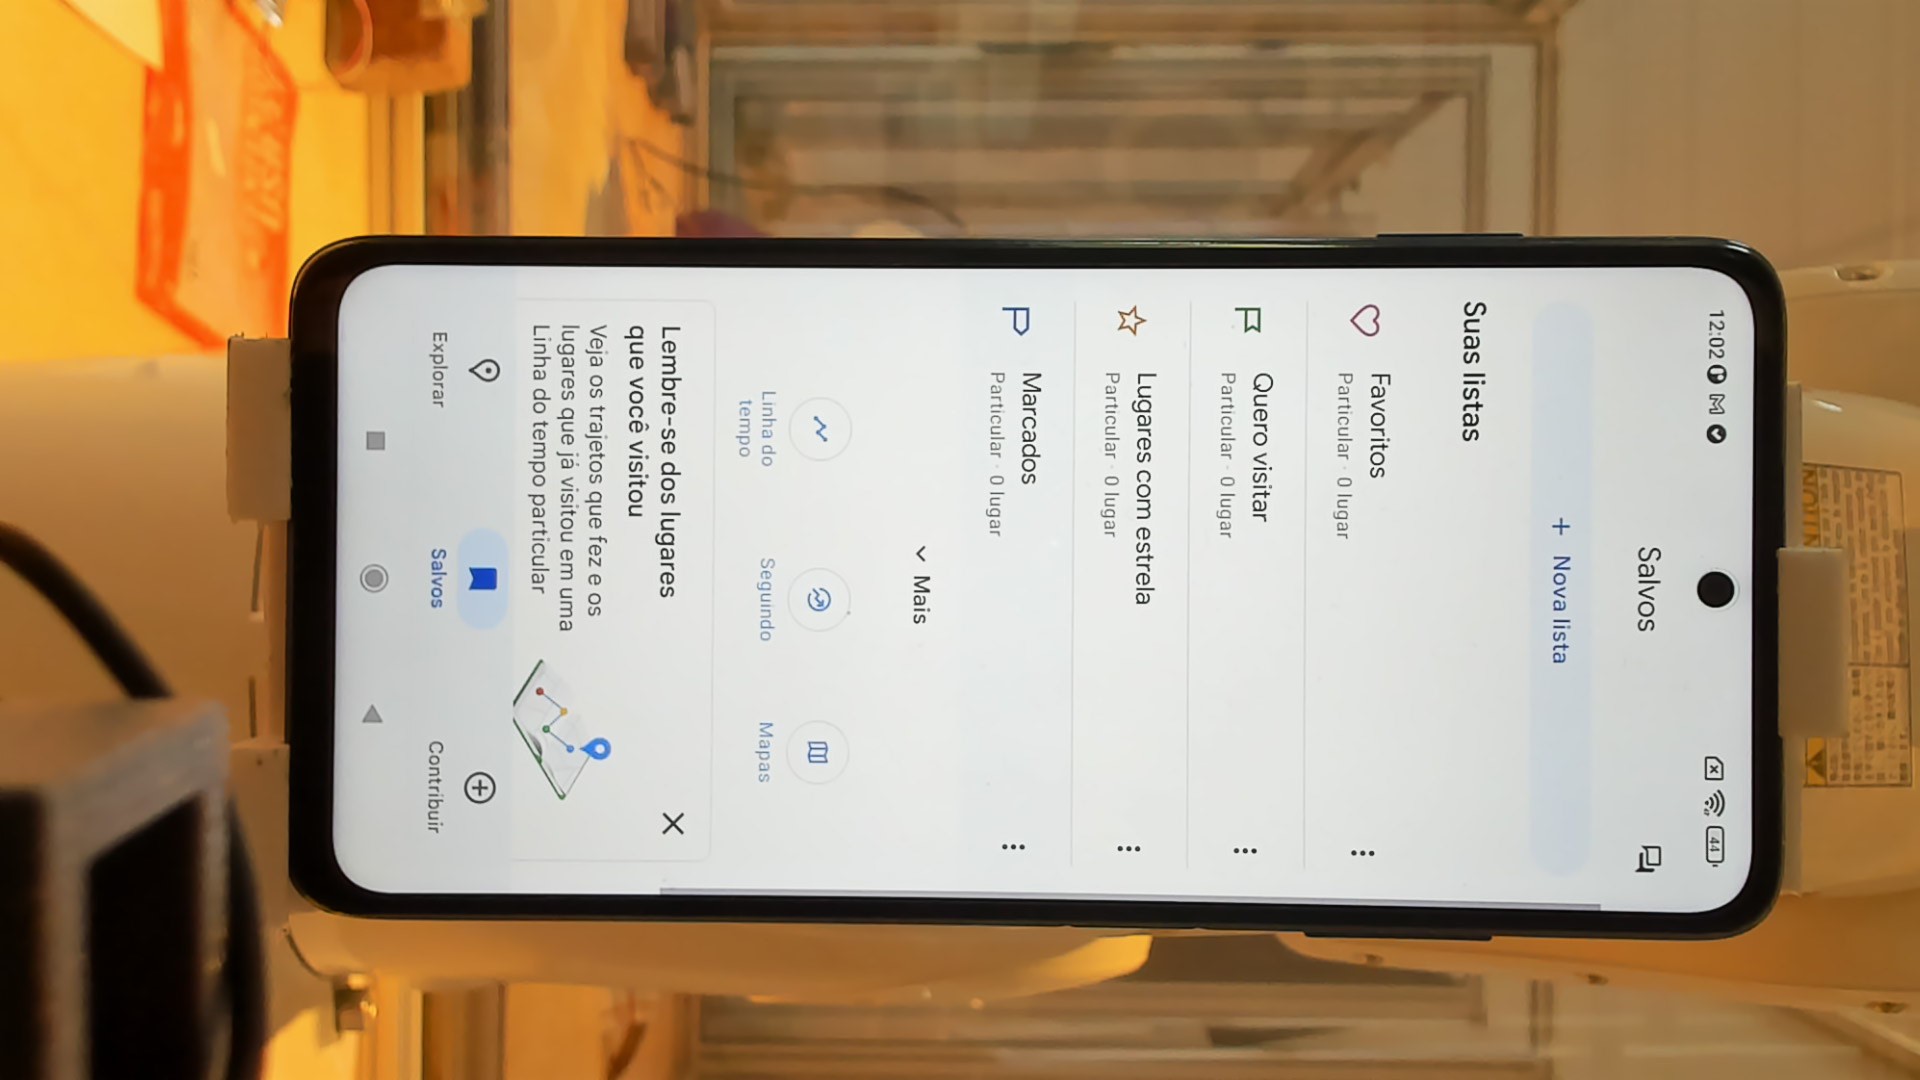 12:02
44
Salvos
+ Nova lista
Suas listas
Favoritos
Particular · 0 lugar
Quero visitar
Particular · 0 lugar
Lugares com estrela
Particular · 0 lugar
Marcados
Particular · 0 lugar
Mais
Linha do
tempo
Seguindo
Mapas
Lembre-se dos lugares
que você visitou
Veja os trajetos que fez e os
lugares que já visitou em uma
Linha do tempo particular
Explorar
Salvos
Contribuir